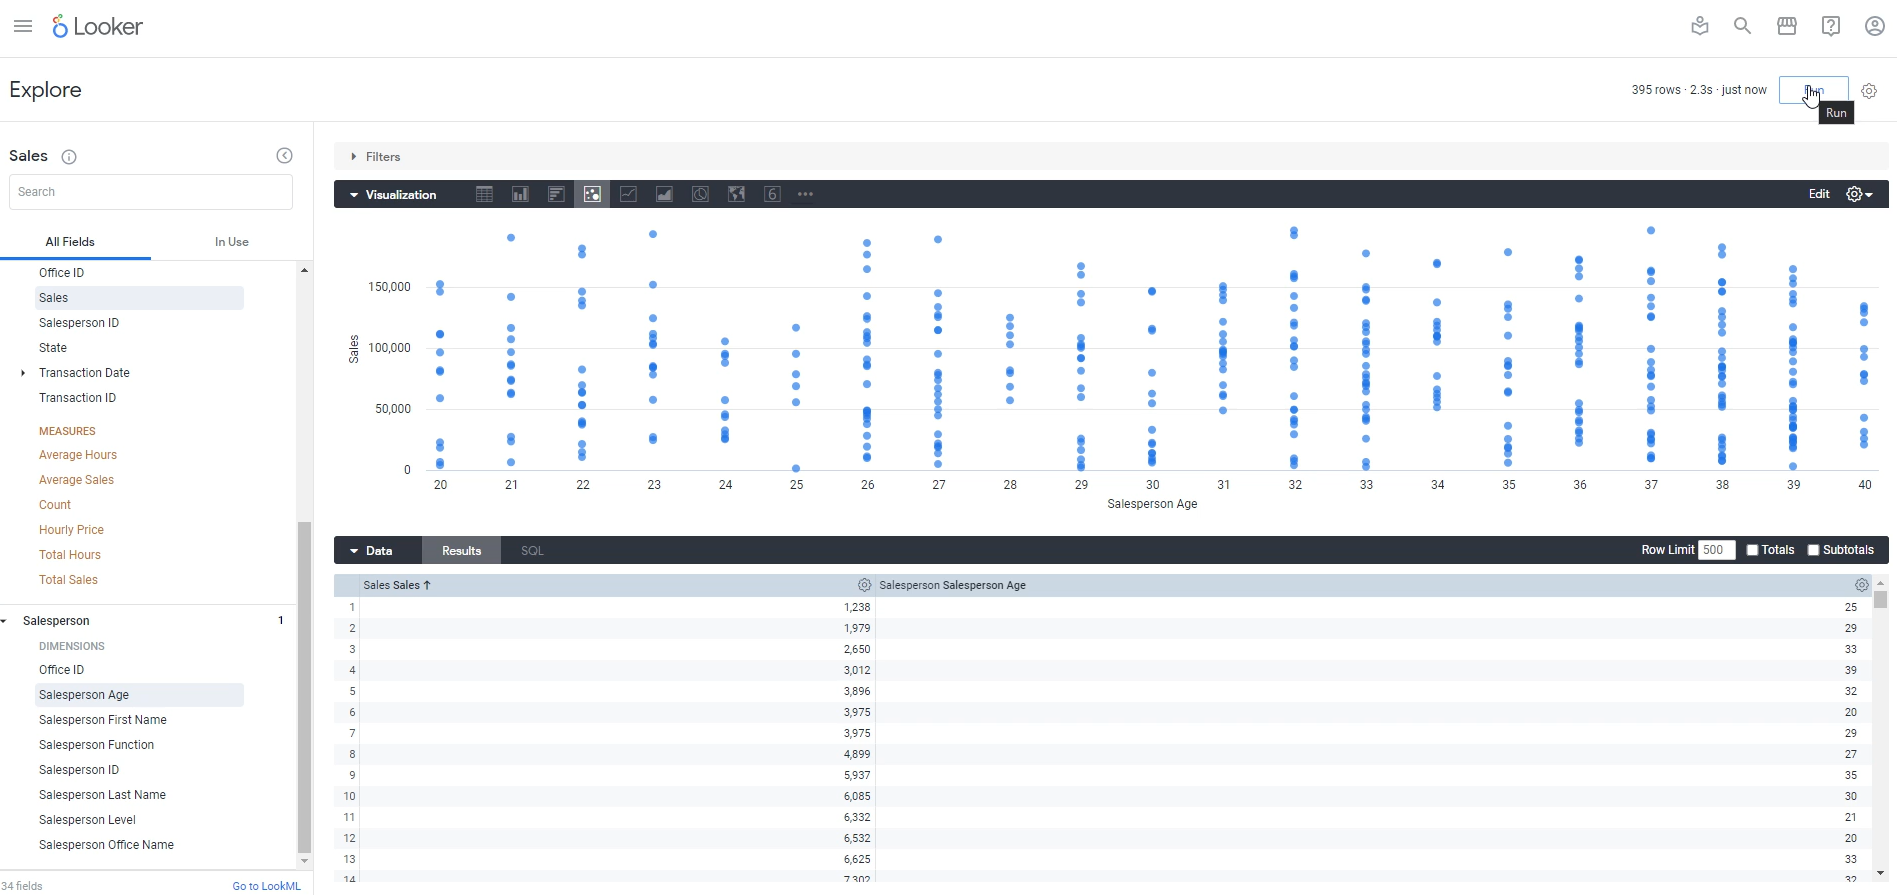 Looker
Explore
395 rows · 2.3s · just now
Run
Sales
Search
All Fields
In Use
Office ID
Sales
Salesperson ID
State
Transaction Date
Transaction ID
MEASURES
Average Hours
Average Sales
Count
Hourly Price
Total Hours
Total Sales
Salesperson 1
DIMENSIONS
Office ID
Salesperson Age
Salesperson First Name
Salesperson Function
Salesperson ID
Salesperson Last Name
Salesperson Level
Salesperson Office Name
34 fields
Go to LookML
Filters
Visualization
6
Edit
Sales
150,000
100,000
50,000
0
20 21 22 23 24 25 26 27 28 29 30 31 32 33 34 35 36 37 38 39 40
Salesperson Age
Data Results SQL Row Limit 500 Totals Subtotals
Sales Sales ↑ Salesperson Salesperson Age
1 1,238 25
2 1,979 29
3 2,650 33
4 3,012 39
5 3,896 32
6 3,975 20
7 3,975 29
8 4,899 27
9 5,937 35
10 6,085 30
11 6,332 21
12 6,532 20
13 6,625 33
14 7,302 32